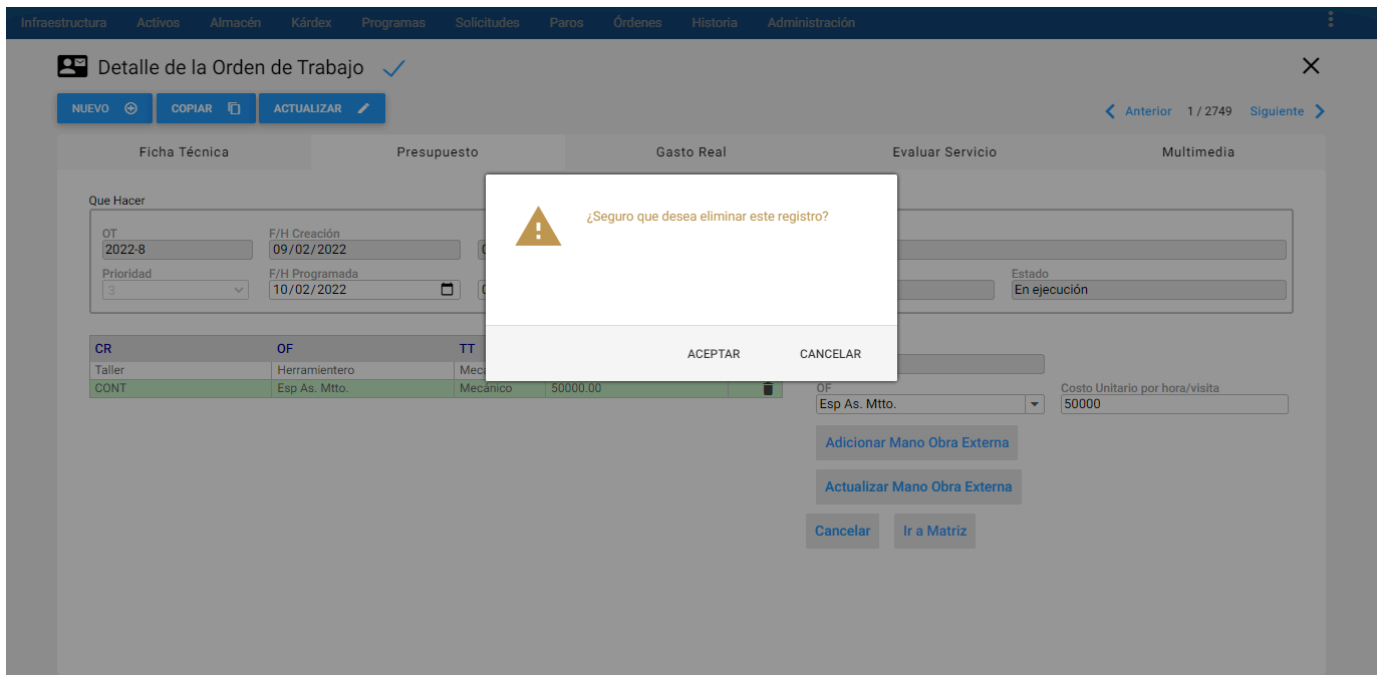 Infraestructura Activos Almacén Kárdex Programas Solicitudes Paros Órdenes Historia Administración
Detalle de la Orden de Trabajo
NUEVO COPIAR ACTUALIZAR Anterior 1 / 2749 Siguiente
Ficha Técnica Presupuesto Gasto Real Evaluar Servicio Multimedia
Que Hacer
¿Seguro que desea eliminar este registro?
OT F/H Creación
2022-8 09/02/2022
Prioridad F/H Programada Estado
3 10/02/2022 En ejecución
CR OF TT
ACEPTAR CANCELAR
Taller Herramientero
CONT Esp As. Mtto. Mecánico 50000.00
OF Costo Unitario por hora/visita
Esp As. Mtto. 50000
Adicionar Mano Obra Externa
Actualizar Mano Obra Externa
Cancelar Ir a Matriz